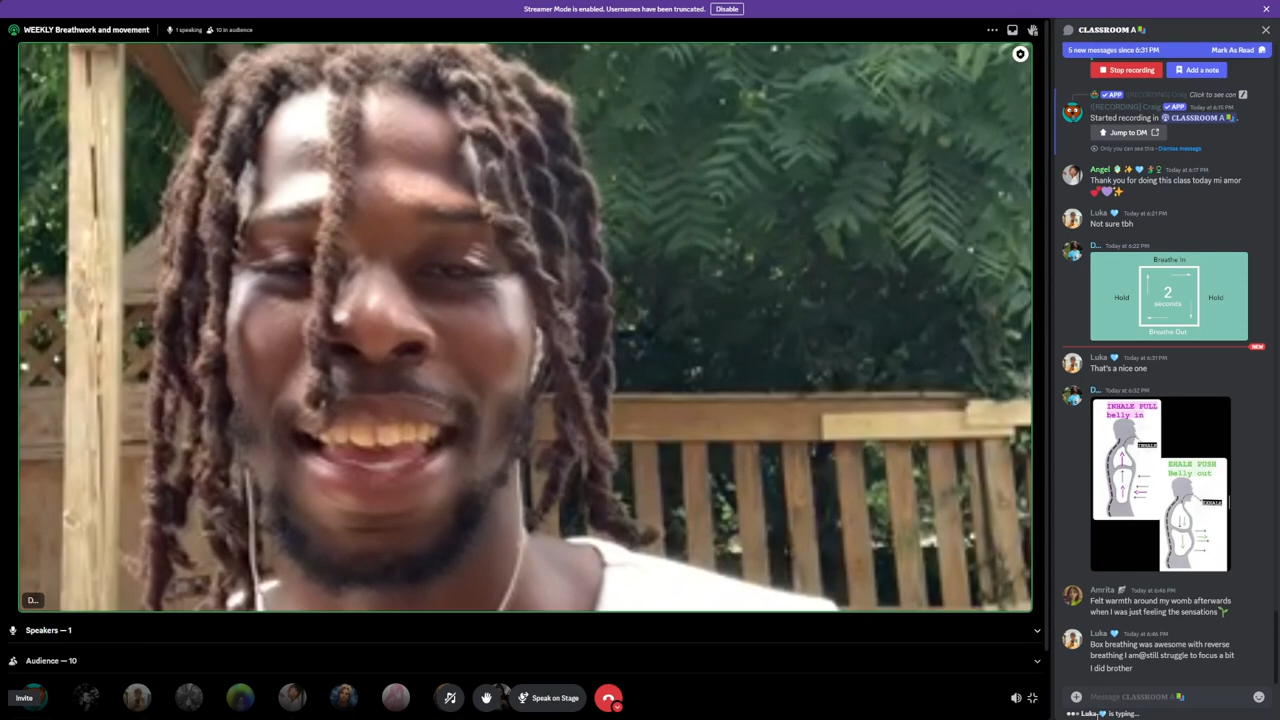 Streamer Mode is enabled. Usernames have been truncated.
Disable
WEEKLY Breathwork and movement
1 speaking
10 in audience
D...
Speakers — 1
Audience — 10
Invite
Speak on Stage
CLASSROOM A
5 new messages since 6:31 PM
Mark As Read
Stop recording
Add a note
APP ![RECORDING] Craig Click to see con
![RECORDING] Craig APP Today at 6:15 PM
Started recording in CLASSROOM A.
Jump to DM
Only you can see this • Dismiss message
Angel Today at 6:17 PM
Thank you for doing this class today mi amor
Luka Today at 6:21 PM
Not sure tbh
D... Today at 6:22 PM
Breathe In
Hold
2
seconds
Hold
Breathe Out
NEW
Luka Today at 6:31 PM
That's a nice one
D... Today at 6:32 PM
INHALE PULL
belly in
INHALE
EHALE PUSH
Belly out
EXHALE
Amrita Today at 6:46 PM
Felt warmth around my womb afterwards
when I was just feeling the sensations
Luka Today at 6:46 PM
Box breathing was awesome with reverse
breathing I am@still struggle to focus a bit
I did brother
Message CLASSROOM A
Luka is typing...